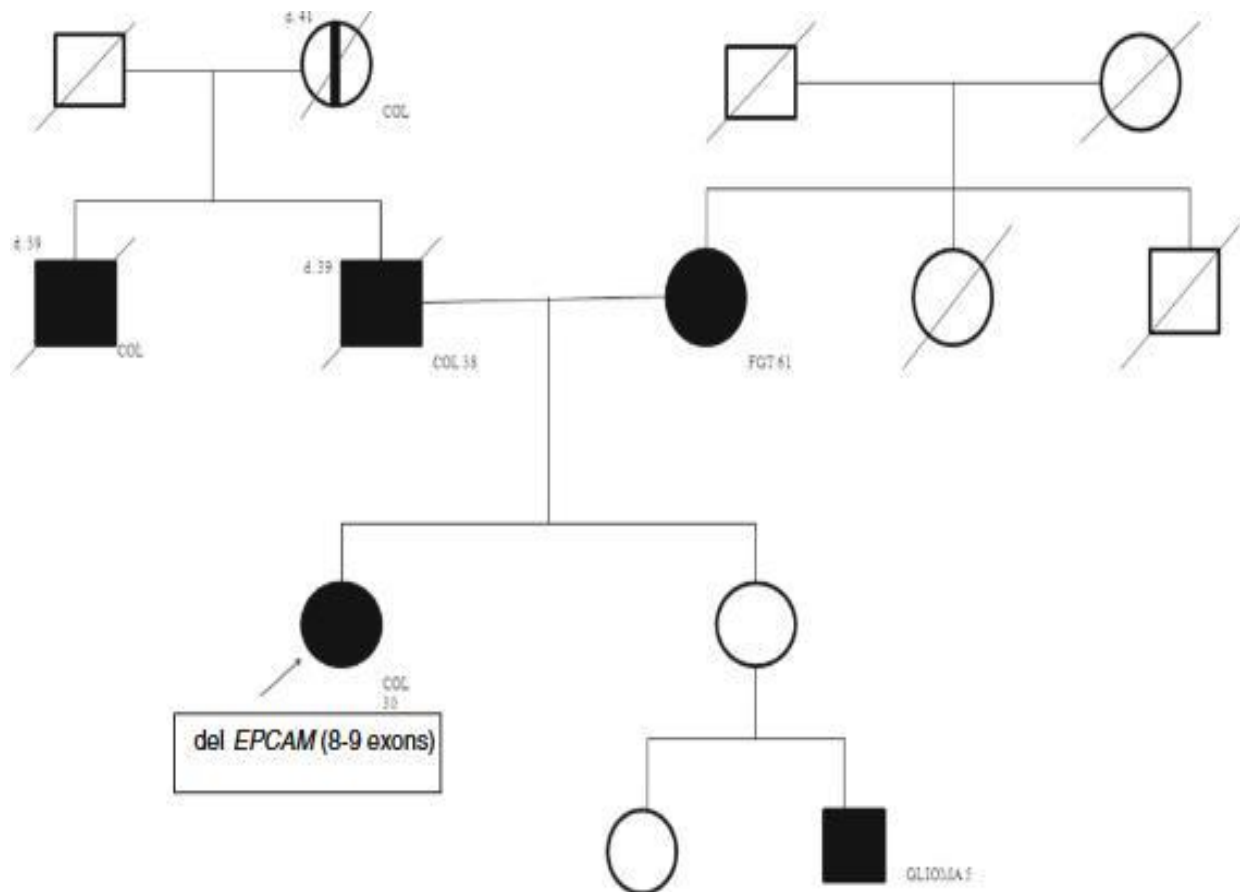 d. 41
COL
d. 39
d. 39
COL
COL 38
FGT 61
COL
30
del EPCAM (8-9 exons)
GLIOMA 5